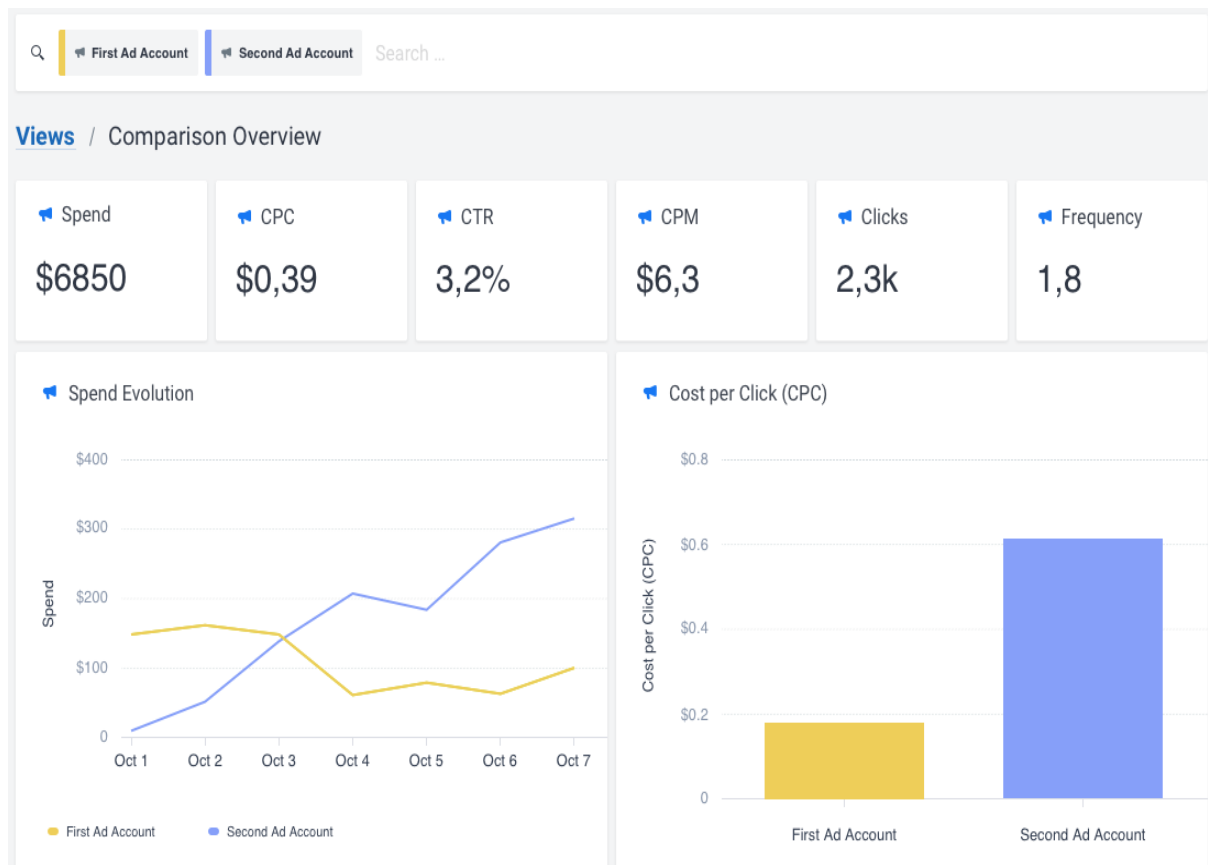 First Ad Account Second Ad Account Search ...
Views / Comparison Overview
Spend CPC CTR CPM Clicks Frequency
$6850 $0,39 3,2% $6,3 2,3k 1,8
Spend Evolution
$400
$300
$200
$100
0
Spend
Oct 1 Oct 2 Oct 3 Oct 4 Oct 5 Oct 6 Oct 7
First Ad Account Second Ad Account
Cost per Click (CPC)
$0.8
$0.6
$0.4
$0.2
0
Cost per Click (CPC)
First Ad Account Second Ad Account